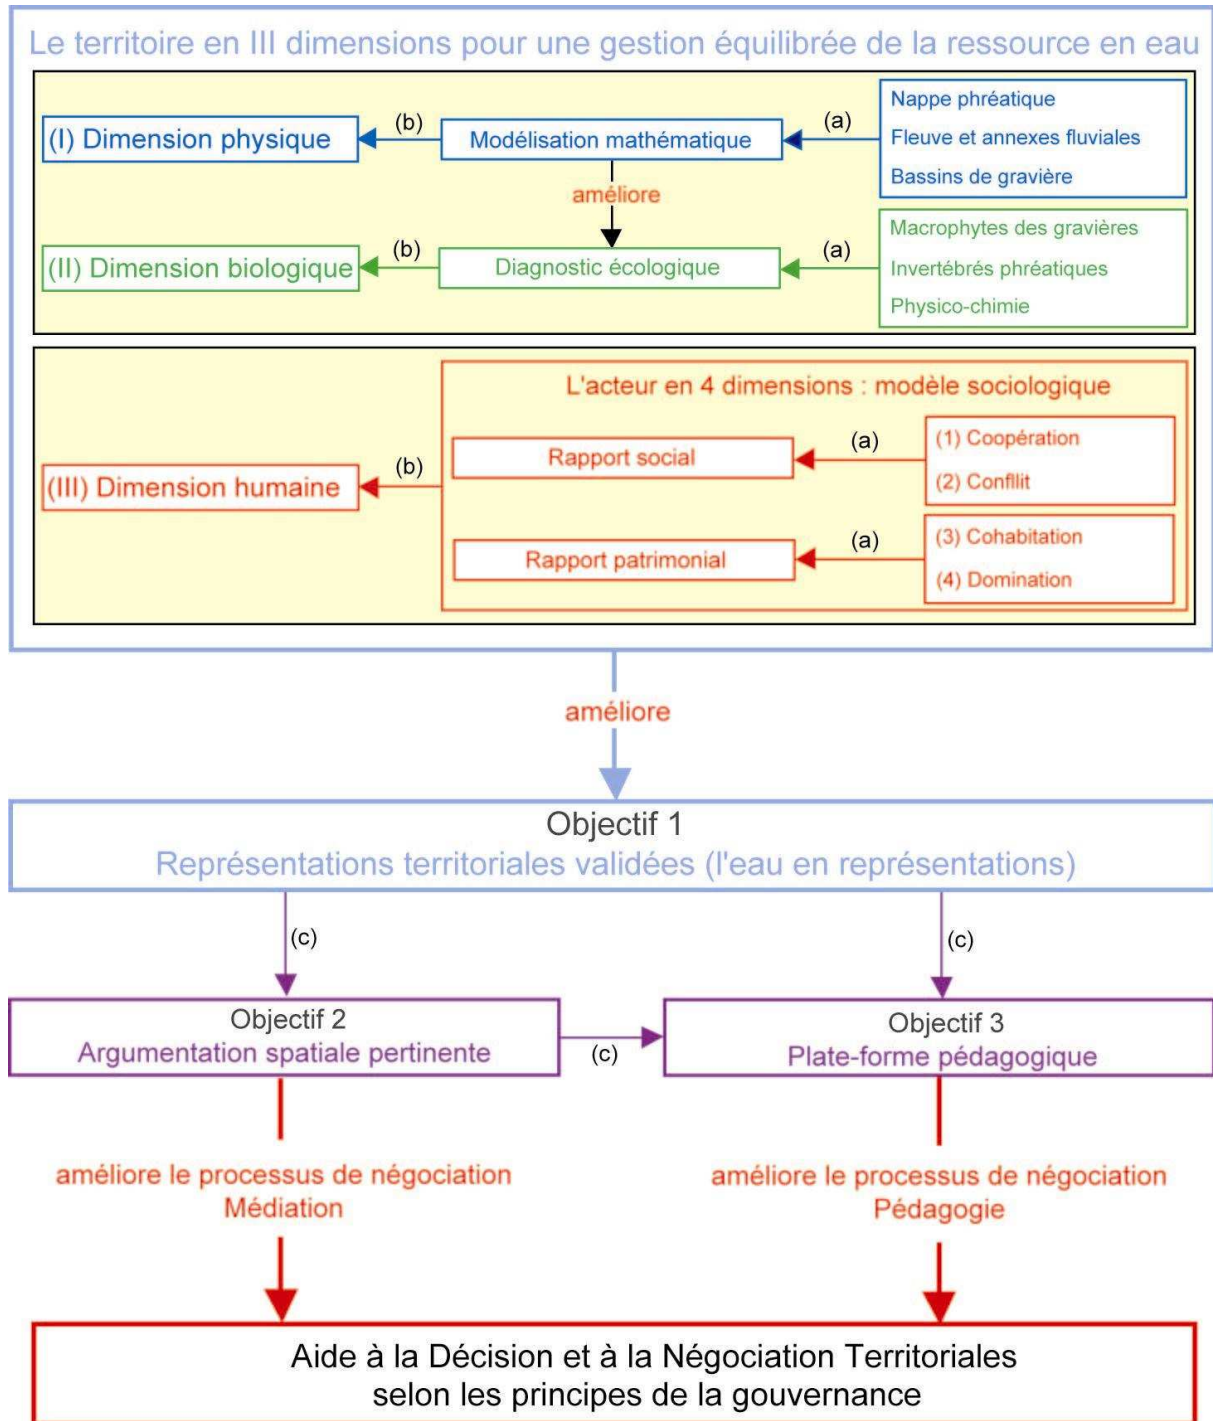 Le territoire en III dimensions pour une gestion équilibrée de la ressource en eau
(I) Dimension physique
(b)
Modélisation mathématique
(a)
Nappe phréatique
Fleuve et annexes fluviales
Bassins de gravière
améliore
(II) Dimension biologique
(b)
Diagnostic écologique
(a)
Macrophytes des gravières
Invertébrés phréatiques
Physico-chimie
L'acteur en 4 dimensions : modèle sociologique
(III) Dimension humaine
(b)
Rapport social
(a)
(1) Coopération
(2) Confllit
Rapport patrimonial
(a)
(3) Cohabitation
(4) Domination
améliore
Objectif 1
Représentations territoriales validées (l'eau en représentations)
(c)
(c)
Objectif 2
Argumentation spatiale pertinente
(c)
Objectif 3
Plate-forme pédagogique
améliore le processus de négociation
Médiation
améliore le processus de négociation
Pédagogie
Aide à la Décision et à la Négociation Territoriales
selon les principes de la gouvernance